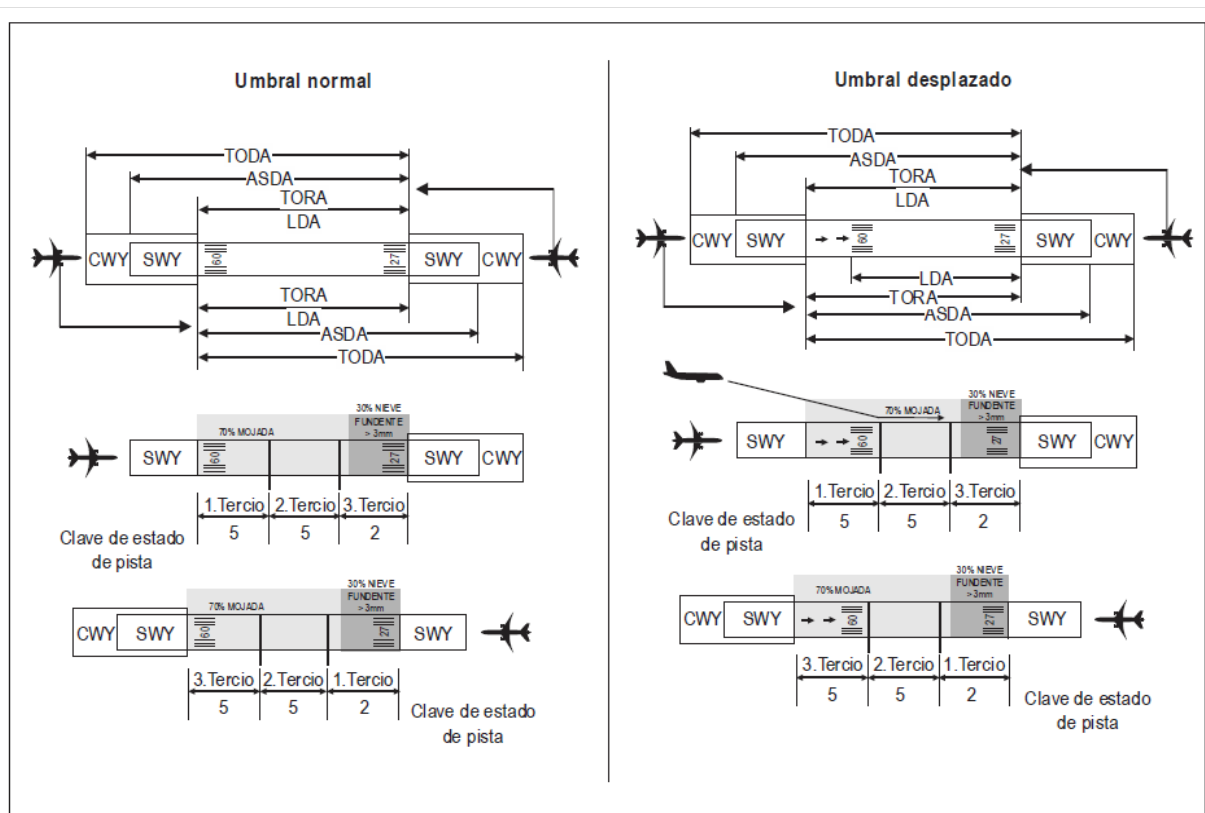 Umbral normal
TODA
ASDA
TORA
LDA
CWY SWY 60 27 SWY CWY
TORA
LDA
ASDA
TODA
30% NIEVE
FUNDENTE
> 3mm
70% MOJADA
SWY 60 27 SWY CWY
1.Tercio 2.Tercio 3.Tercio
5 5 2
Clave de estado
de pista
30% NIEVE
FUNDENTE
>3mm
70% MOJADA
CWY SWY 60 27 SWY
3.Tercio 2.Tercio 1.Tercio
5 5 2
Clave de estado
de pista
Umbral desplazado
TODA
ASDA
TORA
LDA
CWY SWY 60 27 SWY CWY
LDA
TORA
ASDA
TODA
30% NIEVE
FUNDENTE
> 3mm
70% MOJADA
SWY 60 27 SWY CWY
1.Tercio 2.Tercio 3.Tercio
5 5 2
Clave de estado
de pista
30% NIEVE
FUNDENTE
>3mm
70% MOJADA
CWY SWY 60 27 SWY
3.Tercio 2.Tercio 1.Tercio
5 5 2
Clave de estado
de pista